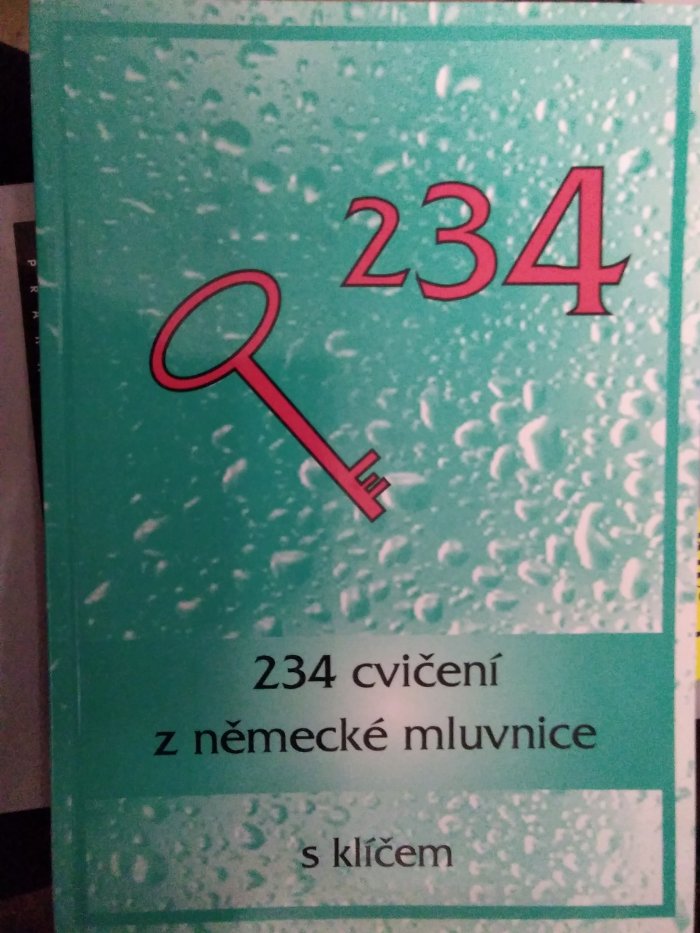 234
234 cvičení
z německé mluvnice
s klíčem